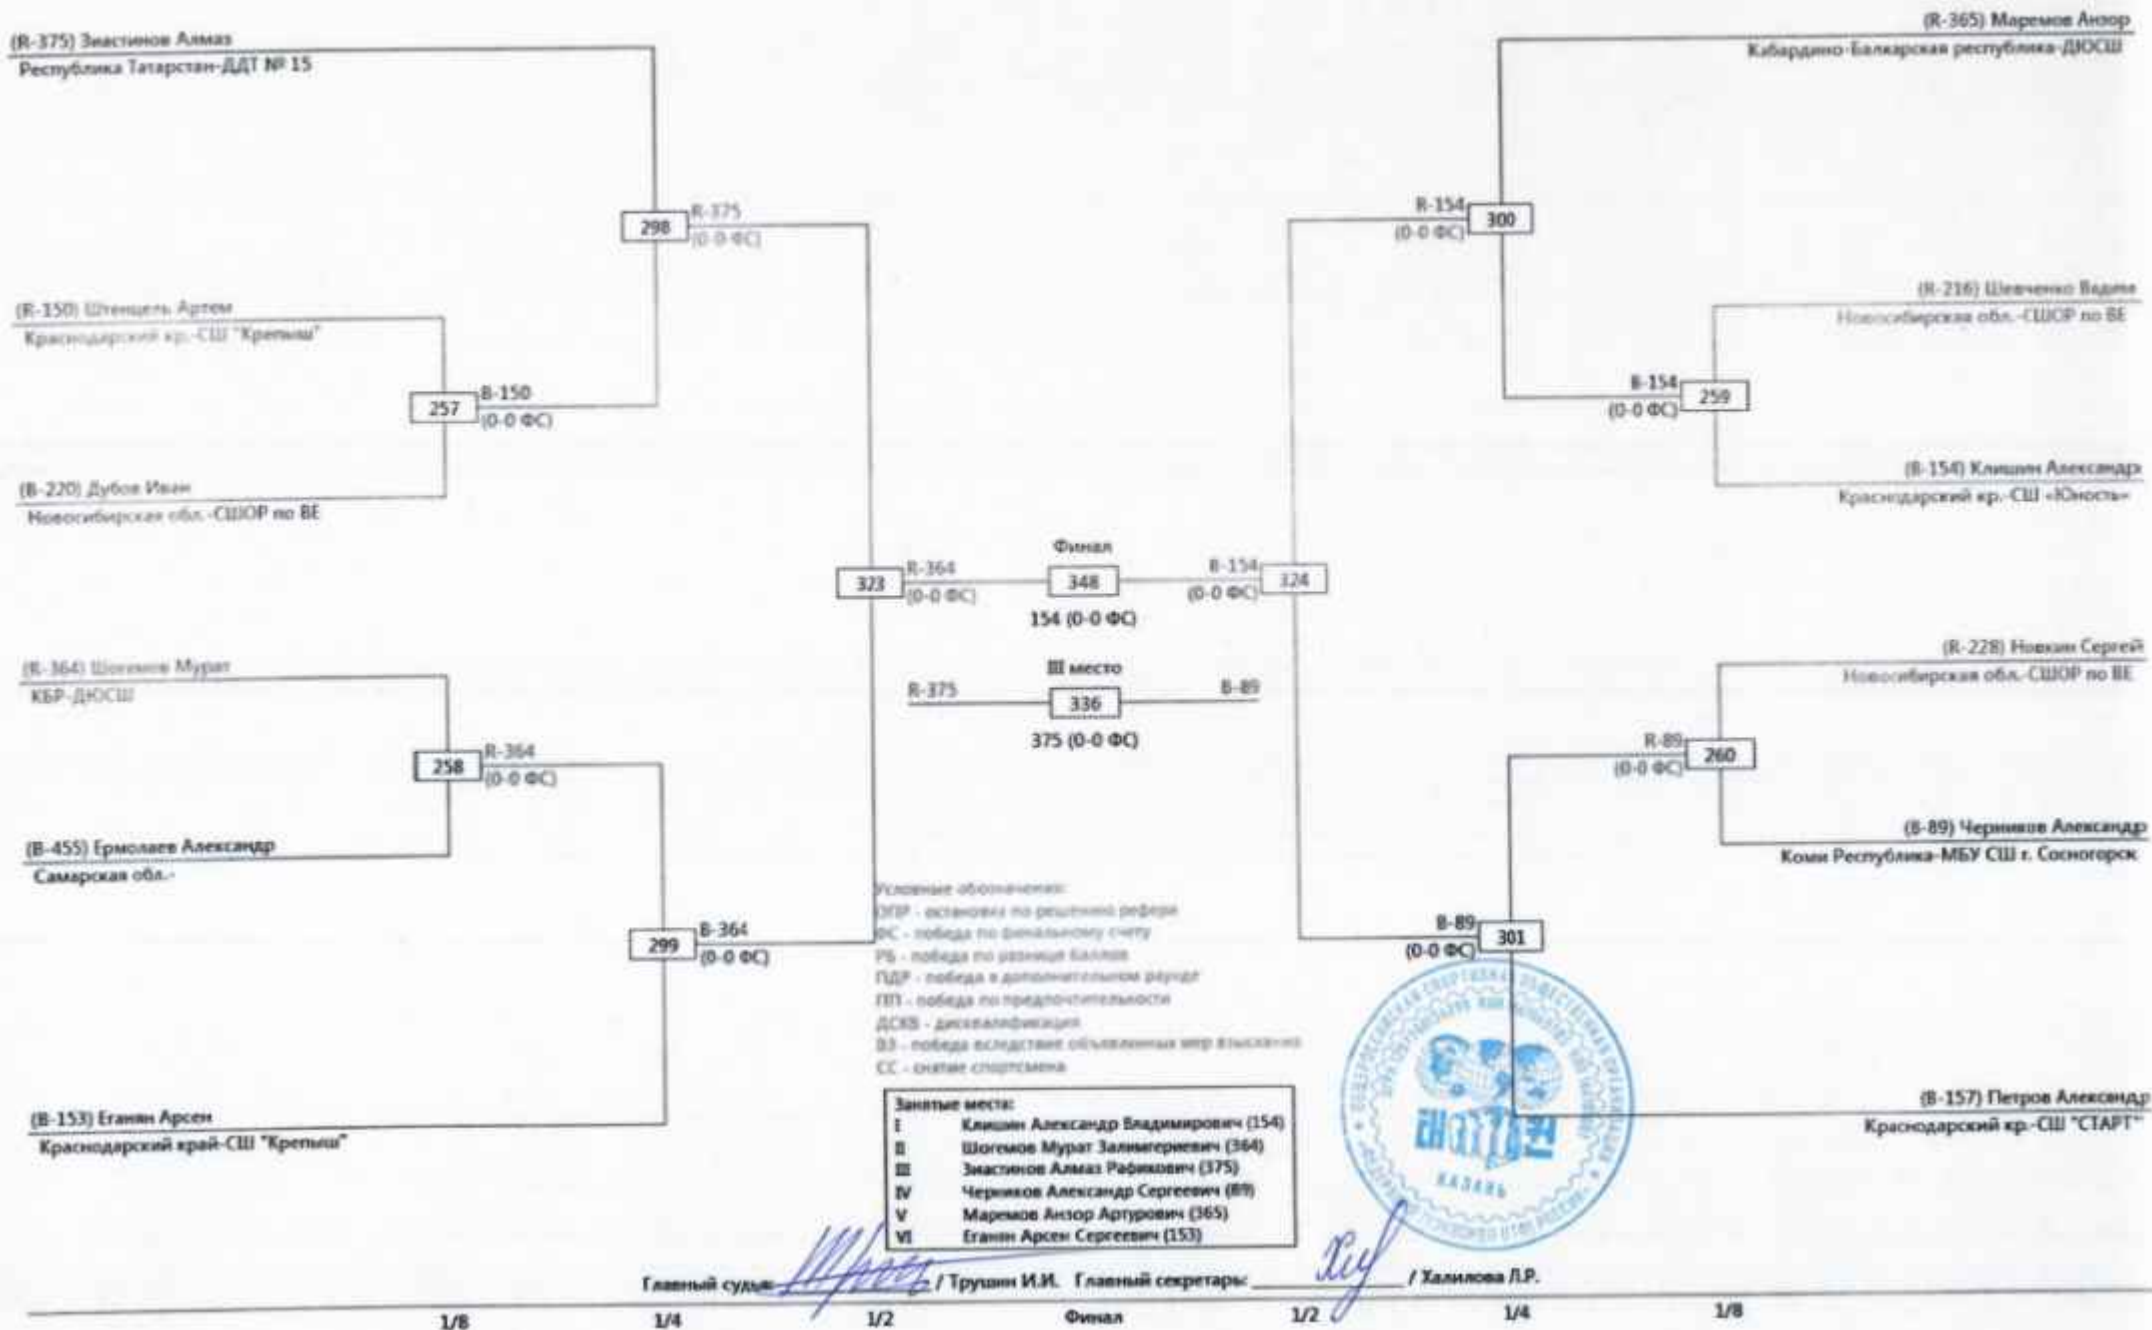 (R-375) Зиастинов Алмаз
Республика Татарстан-ДДТ № 15
298
R-375
(0-0 ФС)
(R-150) Штенцель Артем
Краснодарский кр.-СШ "Крепыш"
257
B-150
(0-0 ФС)
(B-220) Дубов Иван
Новосибирская обл.-СШОР по ВЕ
323
R-364
(0-0 ФС)
(R-364) Шогемов Мурат
КБР-ДЮСШ
258
R-364
(0-0 ФС)
(B-455) Ермолаев Александр
Самарская обл.-
299
B-364
(0-0 ФС)
(B-153) Еганян Арсен
Краснодарский край-СШ "Крепыш"
Финал
348
154 (0-0 ФС)
III место
R-375
336
B-89
375 (0-0 ФС)
(R-365) Маремов Анзор
Кабардино-Балкарская республика-ДЮСШ
R-154
(0-0 ФС)
300
(R-216) Шевченко Вадим
Новосибирская обл.-СШОР по ВЕ
B-154
(0-0 ФС)
259
(B-154) Клишин Александр
Краснодарский кр.-СШ «Юность»
B-154
(0-0 ФС)
324
(R-228) Новкин Сергей
Новосибирская обл.-СШОР по ВЕ
R-89
(0-0 ФС)
260
(B-89) Черников Александр
Коми Республика-МБУ СШ г. Сосногорск
B-89
(0-0 ФС)
301
(B-157) Петров Александр
Краснодарский кр.-СШ "СТАРТ"
Условные обозначения:
ОПР - остановка по решению рефери
ФС - победа по финальному счету
РБ - победа по разнице баллов
ПДР - победа в дополнительном раунде
ПП - победа по предпочтительности
ДСКВ - дисквалификация
ВЗ - победа вследствие объявленных мер взыскания
СС - снятие спортсмена
Занятые места:
I Клишин Александр Владимирович (154)
II Шогемов Мурат Залимгериевич (364)
III Зиастинов Алмаз Рафикович (375)
IV Черников Александр Сергеевич (89)
V Маремов Анзор Артурович (365)
VI Еганян Арсен Сергеевич (153)
КАЗАНЬ
Главный судья: / Трушин И.И. Главный секретарь: / Халилова Л.Р.
1/8 1/4 1/2 Финал 1/2 1/4 1/8